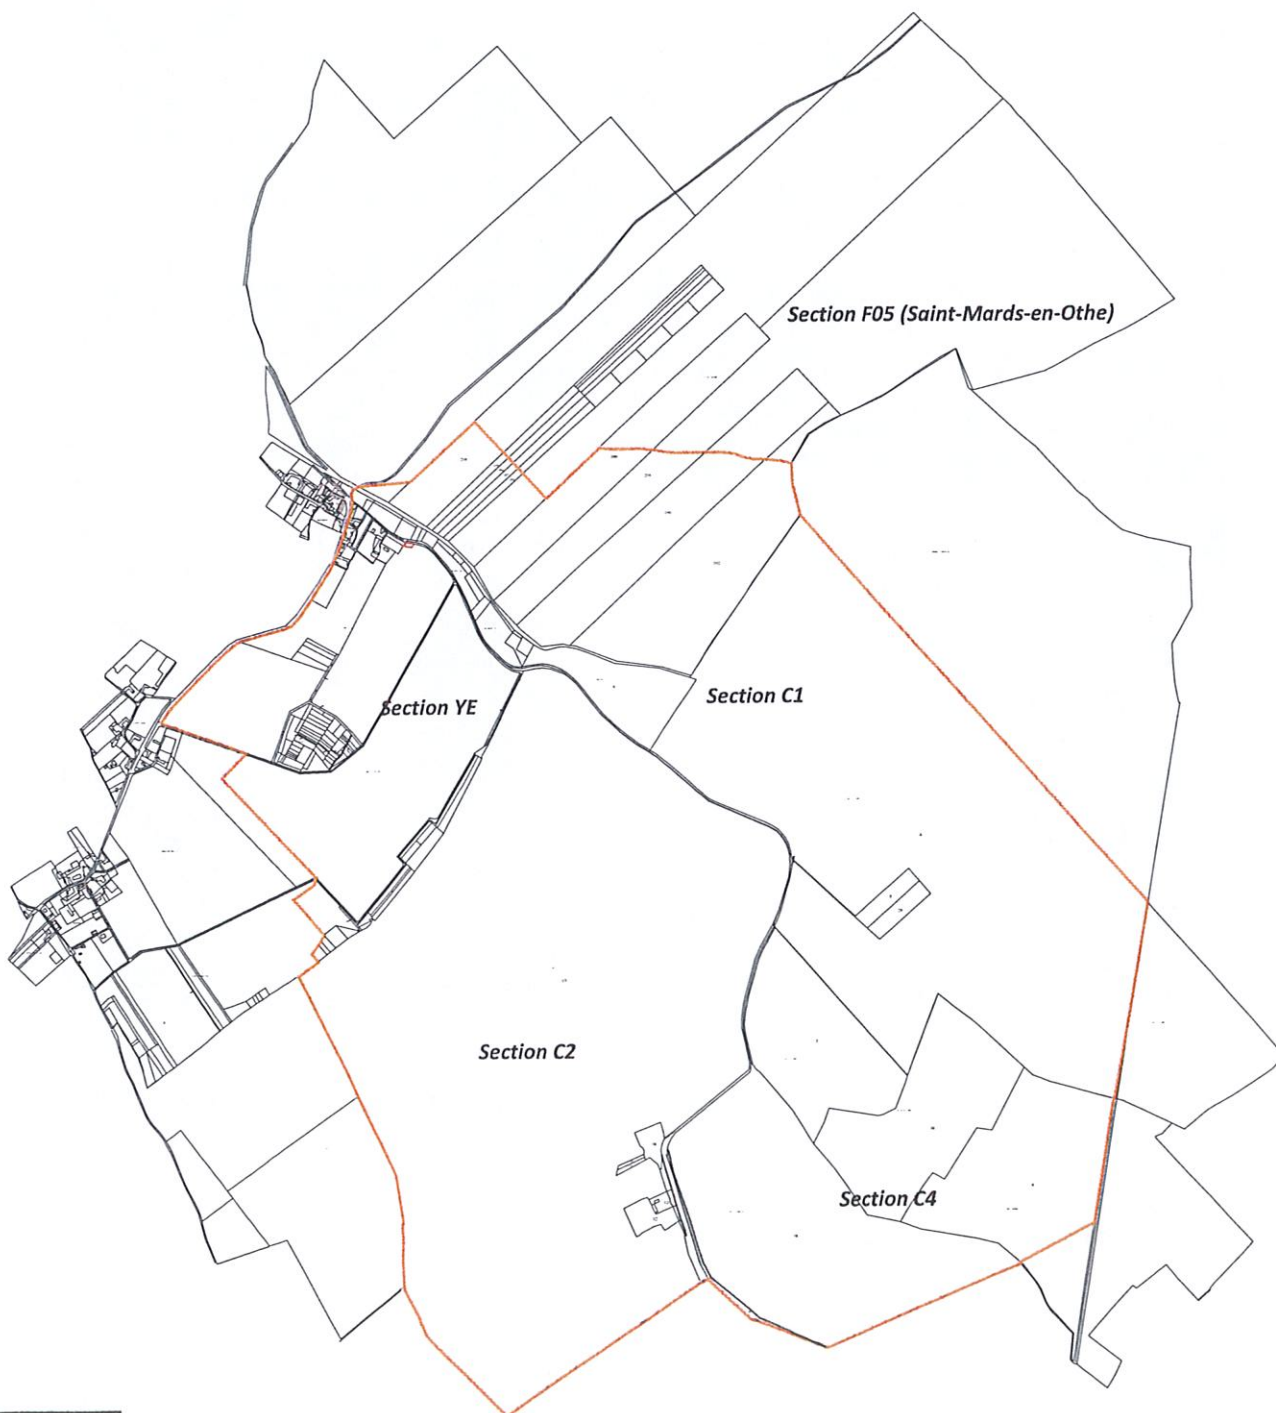 Section F05 (Saint-Mards-en-Othe)
Section C1
Section YE
Section C2
Section C4